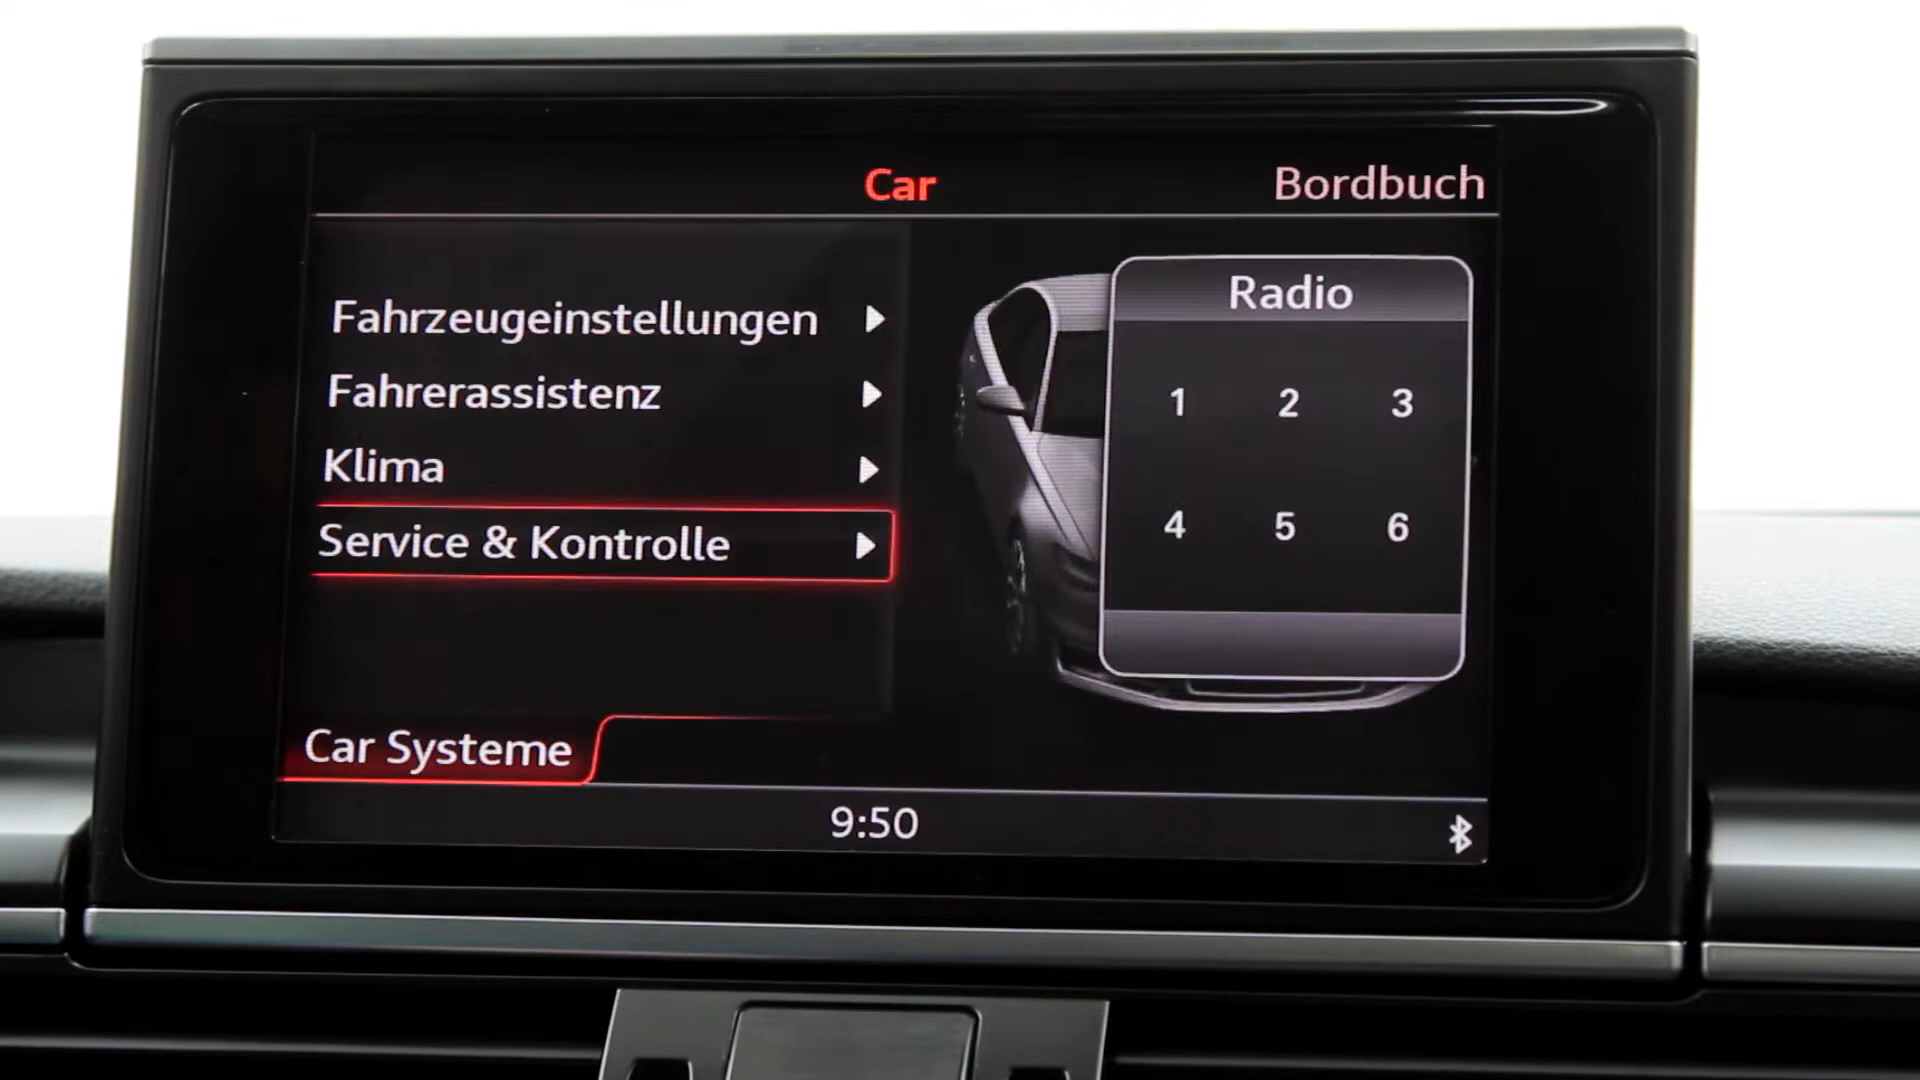 Car
Bordbuch
Fahrzeugeinstellungen
Fahrerassistenz
Klima
Service & Kontrolle
Radio
1 2 3
4 5 6
Car Systeme
9:50